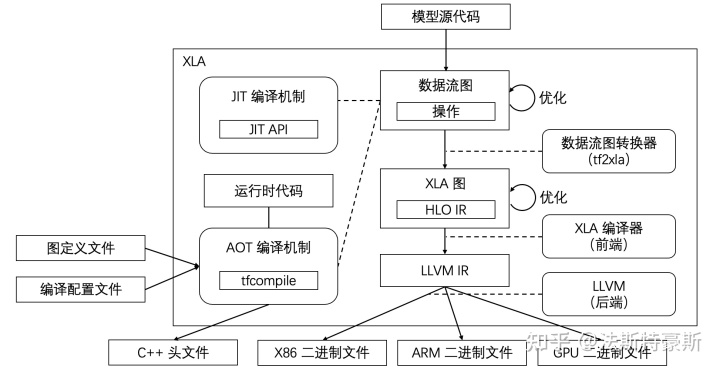 模型源代码
XLA
JIT 编译机制
JIT API
数据流图
操作
优化
数据流图转换器
（tf2xla）
运行时代码
XLA 图
HLO IR
优化
图定义文件
AOT 编译机制
tfcompile
XLA 编译器
（前端）
编译配置文件
LLVM IR
LLVM
（后端）
C++ 头文件
X86 二进制文件
ARM 二进制文件
GPU 二进制文件
知乎 @法斯特豪斯